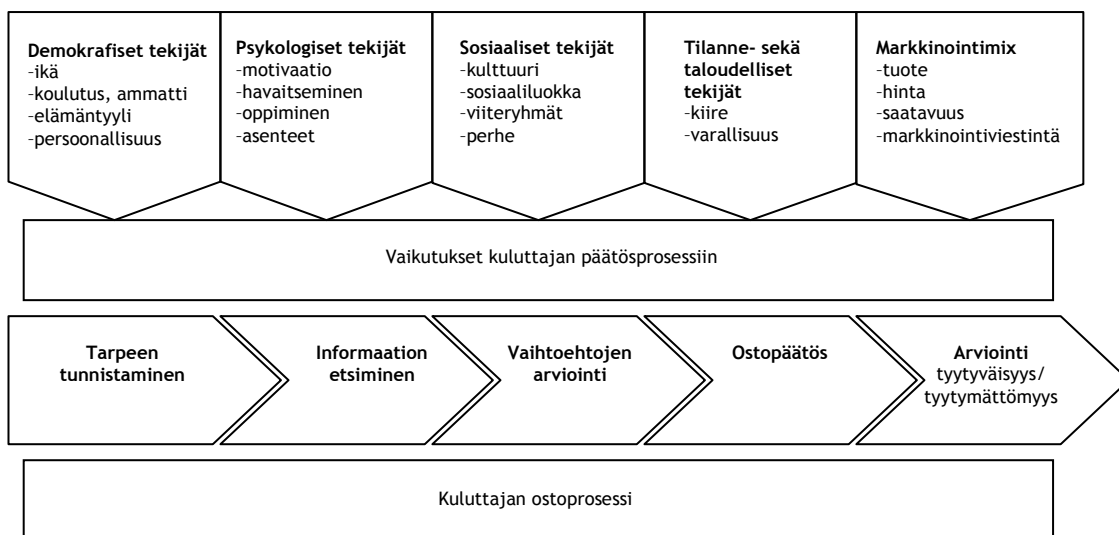 Demokrafiset tekijät
-ikä
-koulutus, ammatti
-elämäntyyli
-persoonallisuus
Psykologiset tekijät
-motivaatio
-havaitseminen
-oppiminen
-asenteet
Sosiaaliset tekijät
-kulttuuri
-sosiaaliluokka
-viiteryhmät
-perhe
Tilanne- sekä
taloudelliset
tekijät
-kiire
-varallisuus
Markkinointimix
-tuote
-hinta
-saatavuus
-markkinointiviestintä
Vaikutukset kuluttajan päätösprosessiin
Tarpeen
tunnistaminen
Informaation
etsiminen
Vaihtoehtojen
arviointi
Ostopäätös
Arviointi
tyytyväisyys/
tyytymättömyys
Kuluttajan ostoprosessi